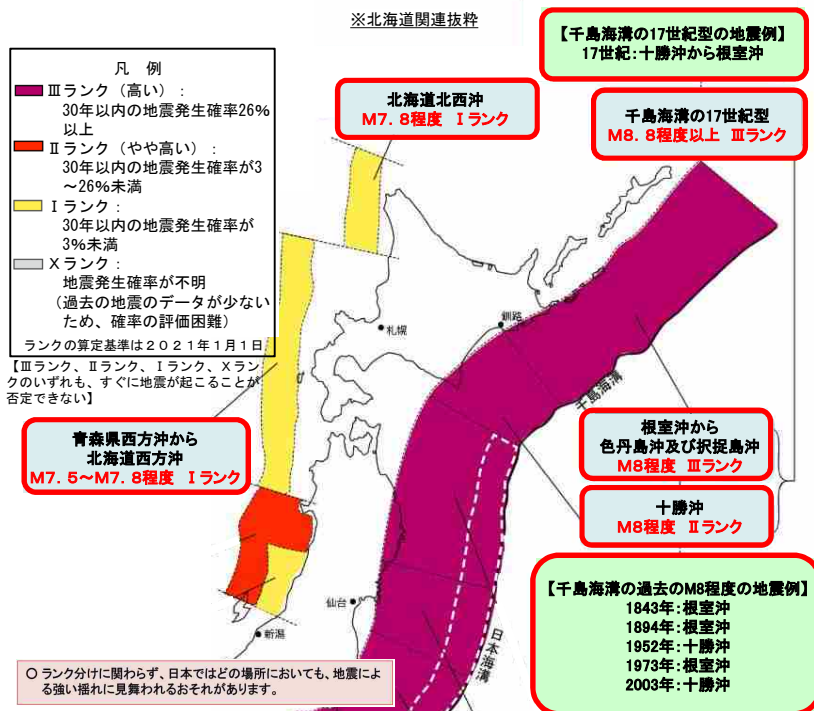 ※北海道関連抜粋
凡 例
Ⅲランク（高い）：
30年以内の地震発生確率26%
以上
Ⅱランク（やや高い）：
30年以内の地震発生確率が3
～26%未満
Ⅰランク：
30年以内の地震発生確率が
3%未満
Xランク：
地震発生確率が不明
（過去の地震のデータが少ない
ため、確率の評価困難）
ランクの算定基準は２０２１年１月１日
【Ⅲランク、Ⅱランク、Ⅰランク、Xラン
クのいずれも、すぐに地震が起こることが
否定できない】
北海道北西沖
M7．8程度 Ⅰランク
【千島海溝の17世紀型の地震例】
17世紀：十勝沖から根室沖
千島海溝の17世紀型
M8．8程度以上 Ⅲランク
札幌
釧路
千島海溝
青森県西方沖から
北海道西方沖
M7．5～M7．8程度 Ⅰランク
根室沖から
色丹島沖及び択捉島沖
M8程度 Ⅲランク
十勝沖
M8程度 Ⅱランク
【千島海溝の過去のM8程度の地震例】
1843年：根室沖
1894年：根室沖
1952年：十勝沖
1973年：根室沖
2003年：十勝沖
仙台
新潟
日本海溝
○ ランク分けに関わらず、日本ではどの場所においても、地震によ
る強い揺れに見舞われるおそれがあります。